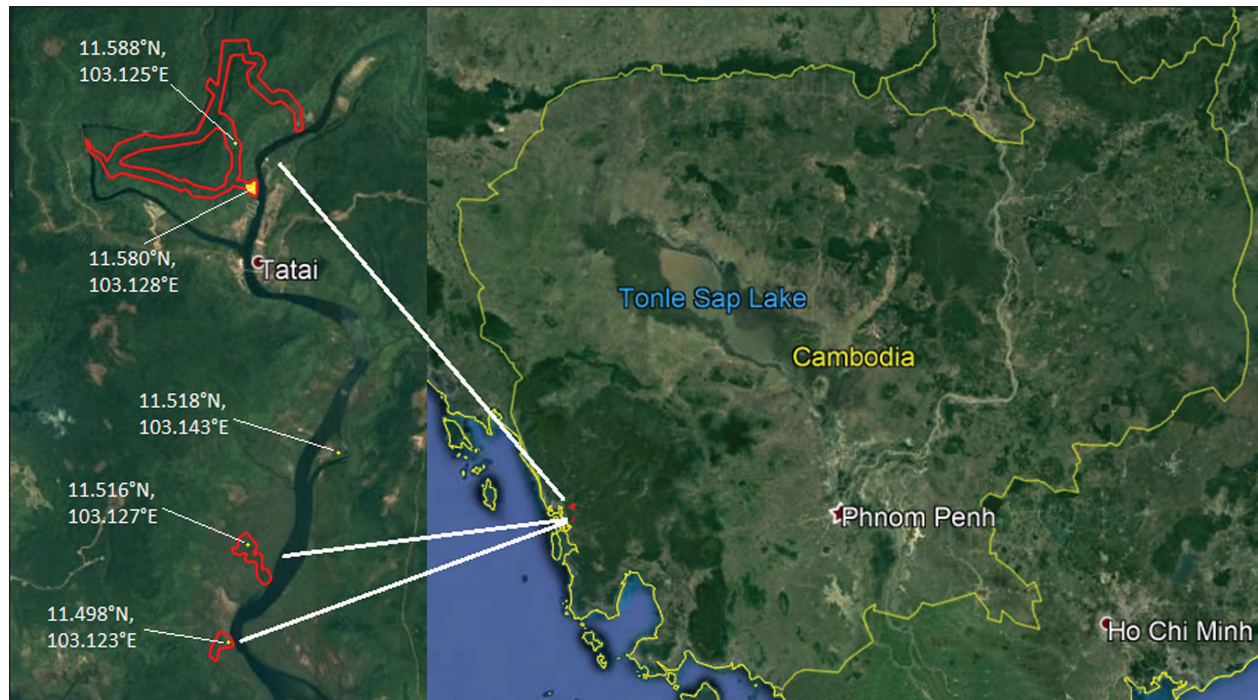 11.588°N,
103.125°E
11.580°N,
103.128°E
Tatai
11.518°N,
103.143°E
11.516°N,
103.127°E
11.498°N,
103.123°E
Tonle Sap Lake
Cambodia
Phnom Penh
Ho Chi Minh